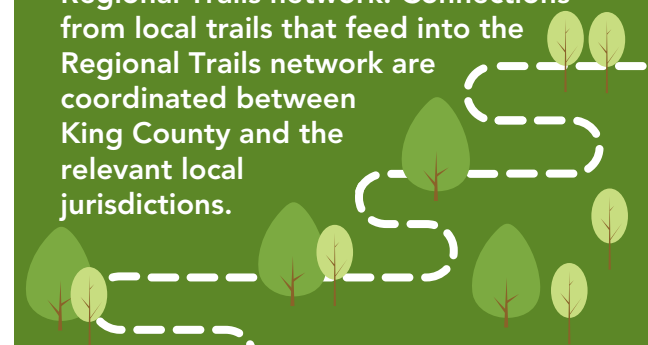 Regional Trails network. Connections
from local trails that feed into the
Regional Trails network are
coordinated between
King County and the
relevant local
jurisdictions.